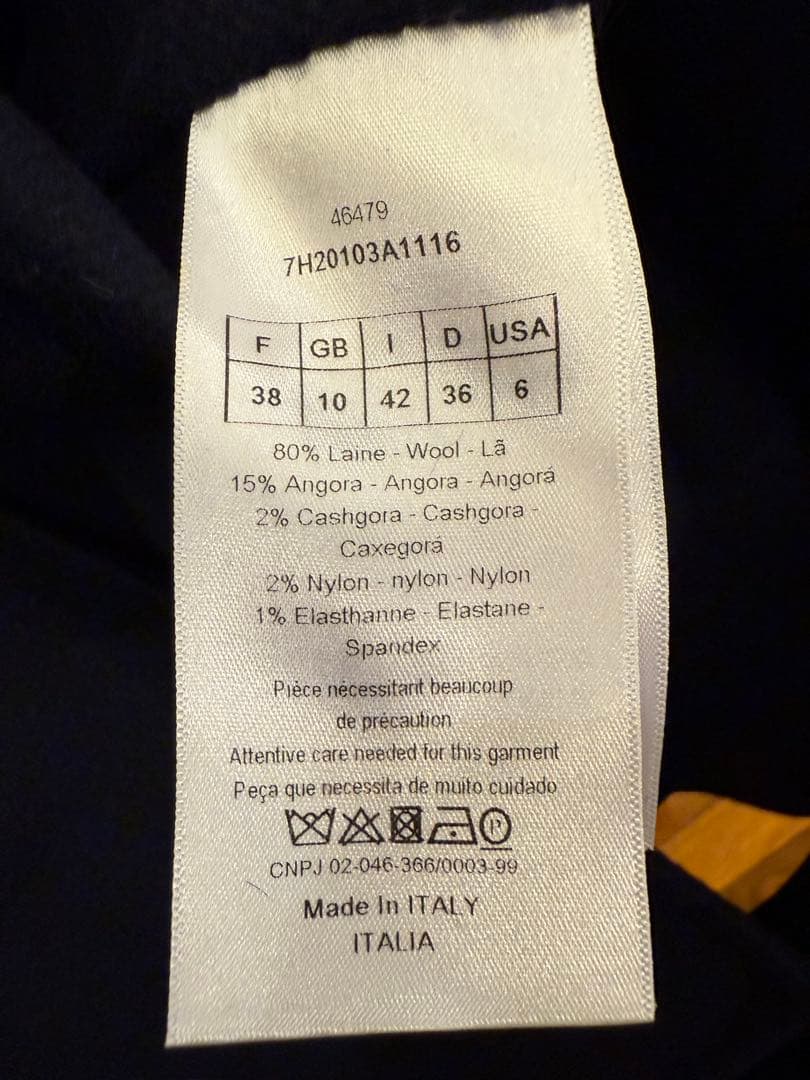 46479
7H20103A1116
F GB I D USA
38 10 42 36 6
80% Laine - Wool - Lã
15% Angora - Angora - Angorá
2% Cashgora - Cashgora -
Caxegorá
2% Nylon - nylon - Nylon
1% Elasthanne - Elastane -
Spandex
Pièce nécessitant beaucoup
de précaution
Attentive care needed for this garment
Peça que necessita de muito cuidado
P
CNPJ 02-046-366/0003-99
Made In ITALY
ITALIA